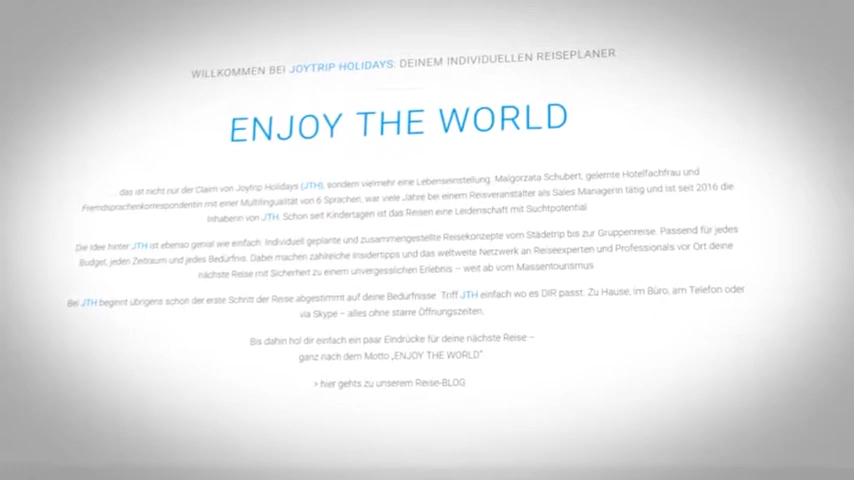 WILLKOMMEN BEI JOYTRIP HOLIDAYS: DEINEM INDIVIDUELLEN REISEPLANER
ENJOY THE WORLD
... das ist nicht nur der Claim von Joytrip Holidays (JTH), sondern vielmehr eine Lebenseinstellung. Malgorzata Schubert, gelernte Hotelfachfrau und
Fremdsprachenkorrespondentin mit einer Multilingualität von 6 Sprachen, war viele Jahre bei einem Reiseveranstalter als Sales Managerin tätig und ist seit 2016 die
Inhaberin von JTH. Schon seit Kindertagen ist das Reisen eine Leidenschaft mit Suchtpotential.
Die Idee hinter JTH ist ebenso genial wie einfach: Individuell geplante und zusammengestellte Reisekonzepte vom Städetrip bis zur Gruppenreise. Passend für jedes
Budget, jeden Zeitraum und jedes Bedürfnis. Dabei machen zahlreiche Insidertipps und das weltweite Netzwerk an Reiseexperten und Professionals vor Ort deine
nächste Reise mit Sicherheit zu einem unvergesslichen Erlebnis – weit ab vom Massentourismus.
Bei JTH beginnt übrigens schon der erste Schritt der Reise abgestimmt auf deine Bedürfnisse. Triff JTH einfach wo es DIR passt. Zu Hause, im Büro, am Telefon oder
via Skype – alles ohne starre Öffnungszeiten.
Bis dahin hol dir einfach ein paar Eindrücke für deine nächste Reise –
ganz nach dem Motto „ENJOY THE WORLD“
> hier gehts zu unserem Reise-BLOG